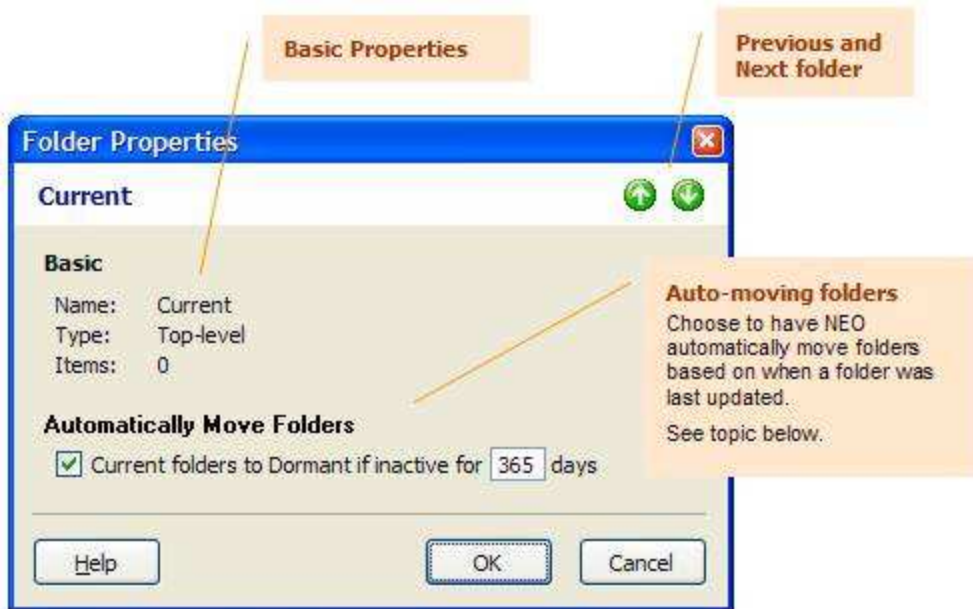 Basic Properties
Previous and
Next folder
Folder Properties
Current
Basic
Name: Current
Type: Top-level
Items: 0
Auto-moving folders
Choose to have NEO
automatically move folders
based on when a folder was
last updated.
See topic below.
Automatically Move Folders
Current folders to Dormant if inactive for 365 days
Help
OK
Cancel